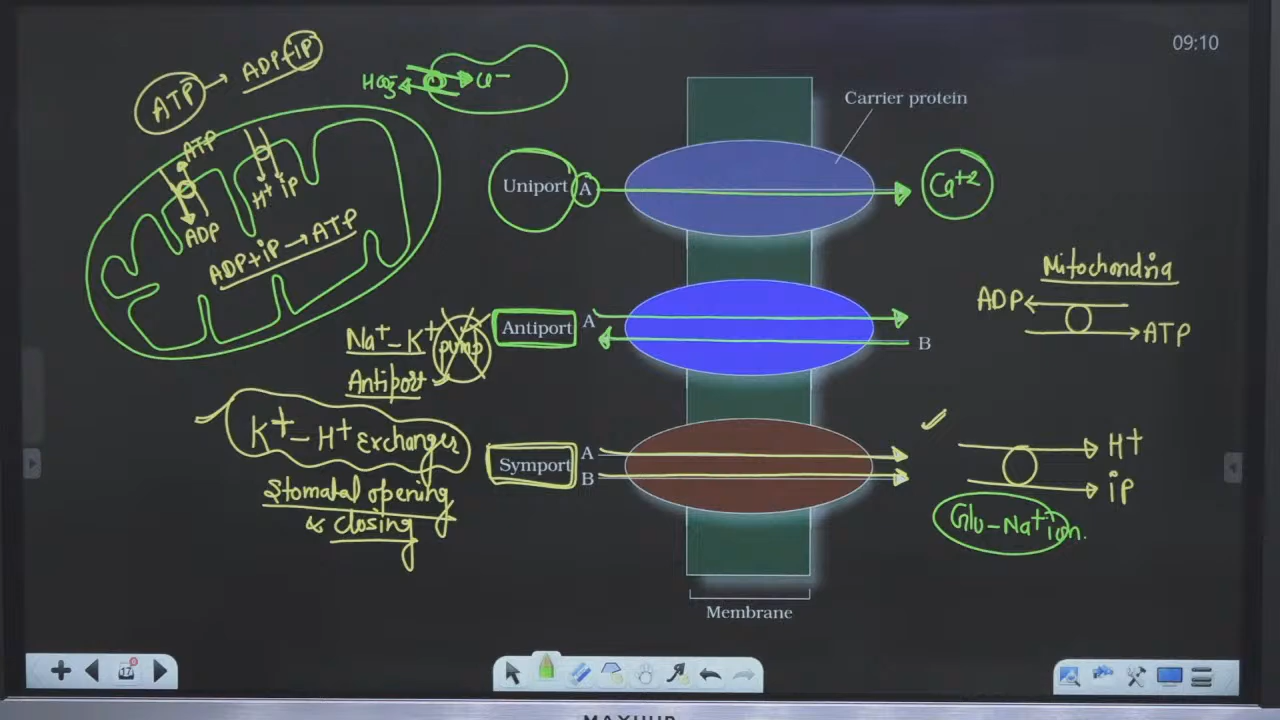 09:10
ATP → ADP+iP
HCO3⁻ Cl⁻
Carrier protein
ATP
H⁺ iP
ADP
ADP+iP → ATP
Uniport A Ca⁺²
Mitochondria
ADP
ATP
Antiport A
B
Na⁺-K⁺ pump
Antiport
K⁺-H⁺ Exchanger
Stomatal opening
& closing
Symport A
B
H⁺
iP
Glu-Na⁺ ion.
Membrane
17